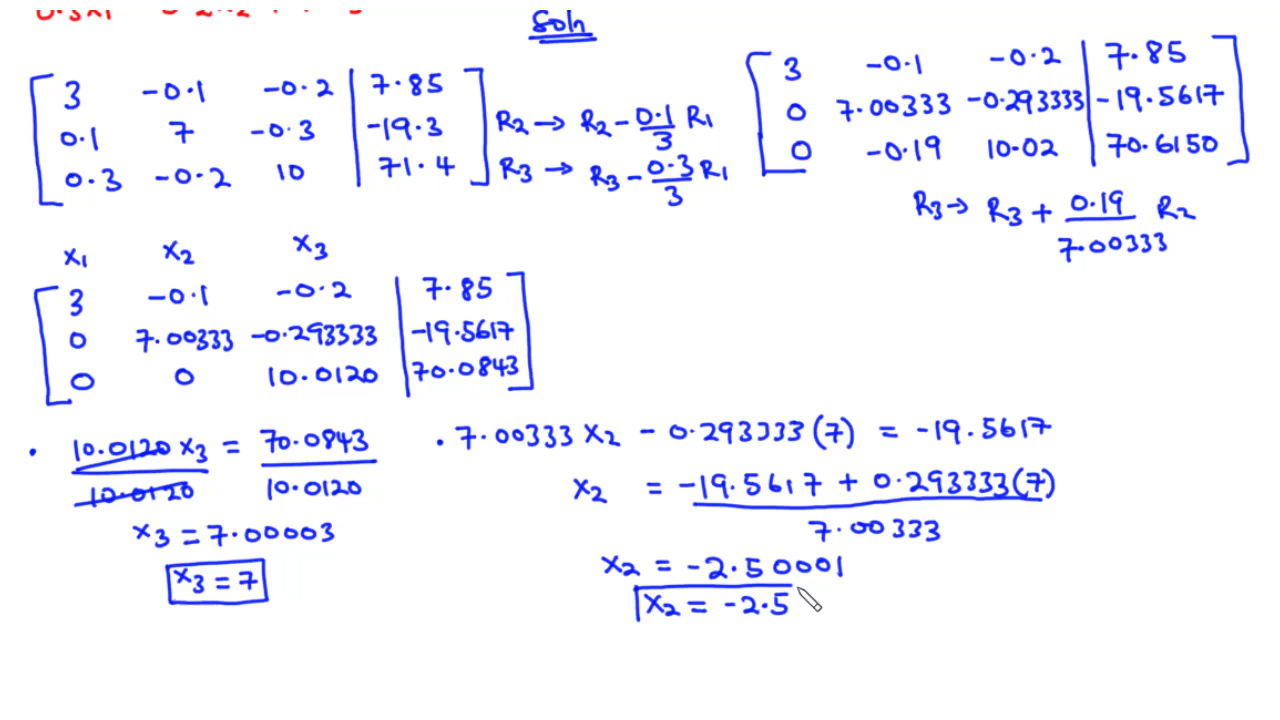 Soln
3 -0.1 -0.2 | 7.85
0.1 7 -0.3 | -19.3 R2 → R2 - 0.1/3 R1
0.3 -0.2 10 | 71.4 R3 → R3 - 0.3/3 R1
3 -0.1 -0.2 | 7.85
0 7.00333 -0.293333 | -19.5617
0 -0.19 10.02 | 70.6150
R3 → R3 + 0.19/7.00333 R2
x1 x2 x3
3 -0.1 -0.2 | 7.85
0 7.00333 -0.293333 | -19.5617
0 0 10.0120 | 70.0843
. 10.0120 x3 / 10.0120 = 70.0843 / 10.0120
x3 = 7.00003
x3 = 7
. 7.00333 x2 - 0.293333 (7) = -19.5617
x2 = -19.5617 + 0.293333(7) / 7.00333
x2 = -2.50001
x2 = -2.5